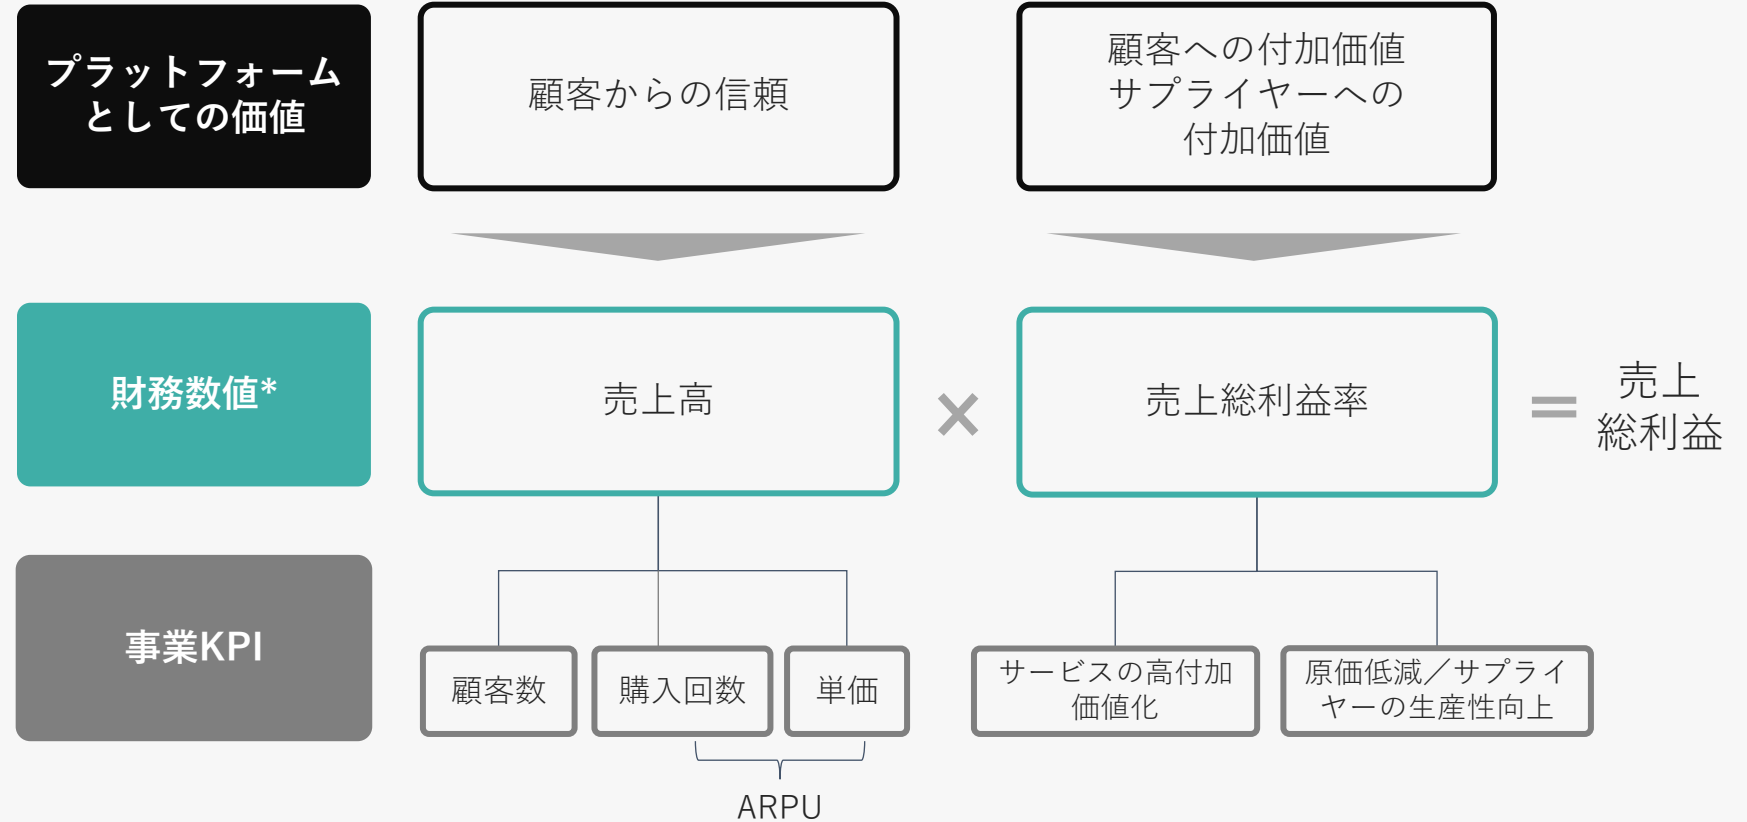 プラットフォーム
としての価値
顧客からの信頼
顧客への付加価値
サプライヤーへの
付加価値
財務数値*
売上高
×
売上総利益率
＝
売上
総利益
事業KPI
顧客数
購入回数
単価
サービスの高付加
価値化
原価低減／サプライ
ヤーの生産性向上
ARPU